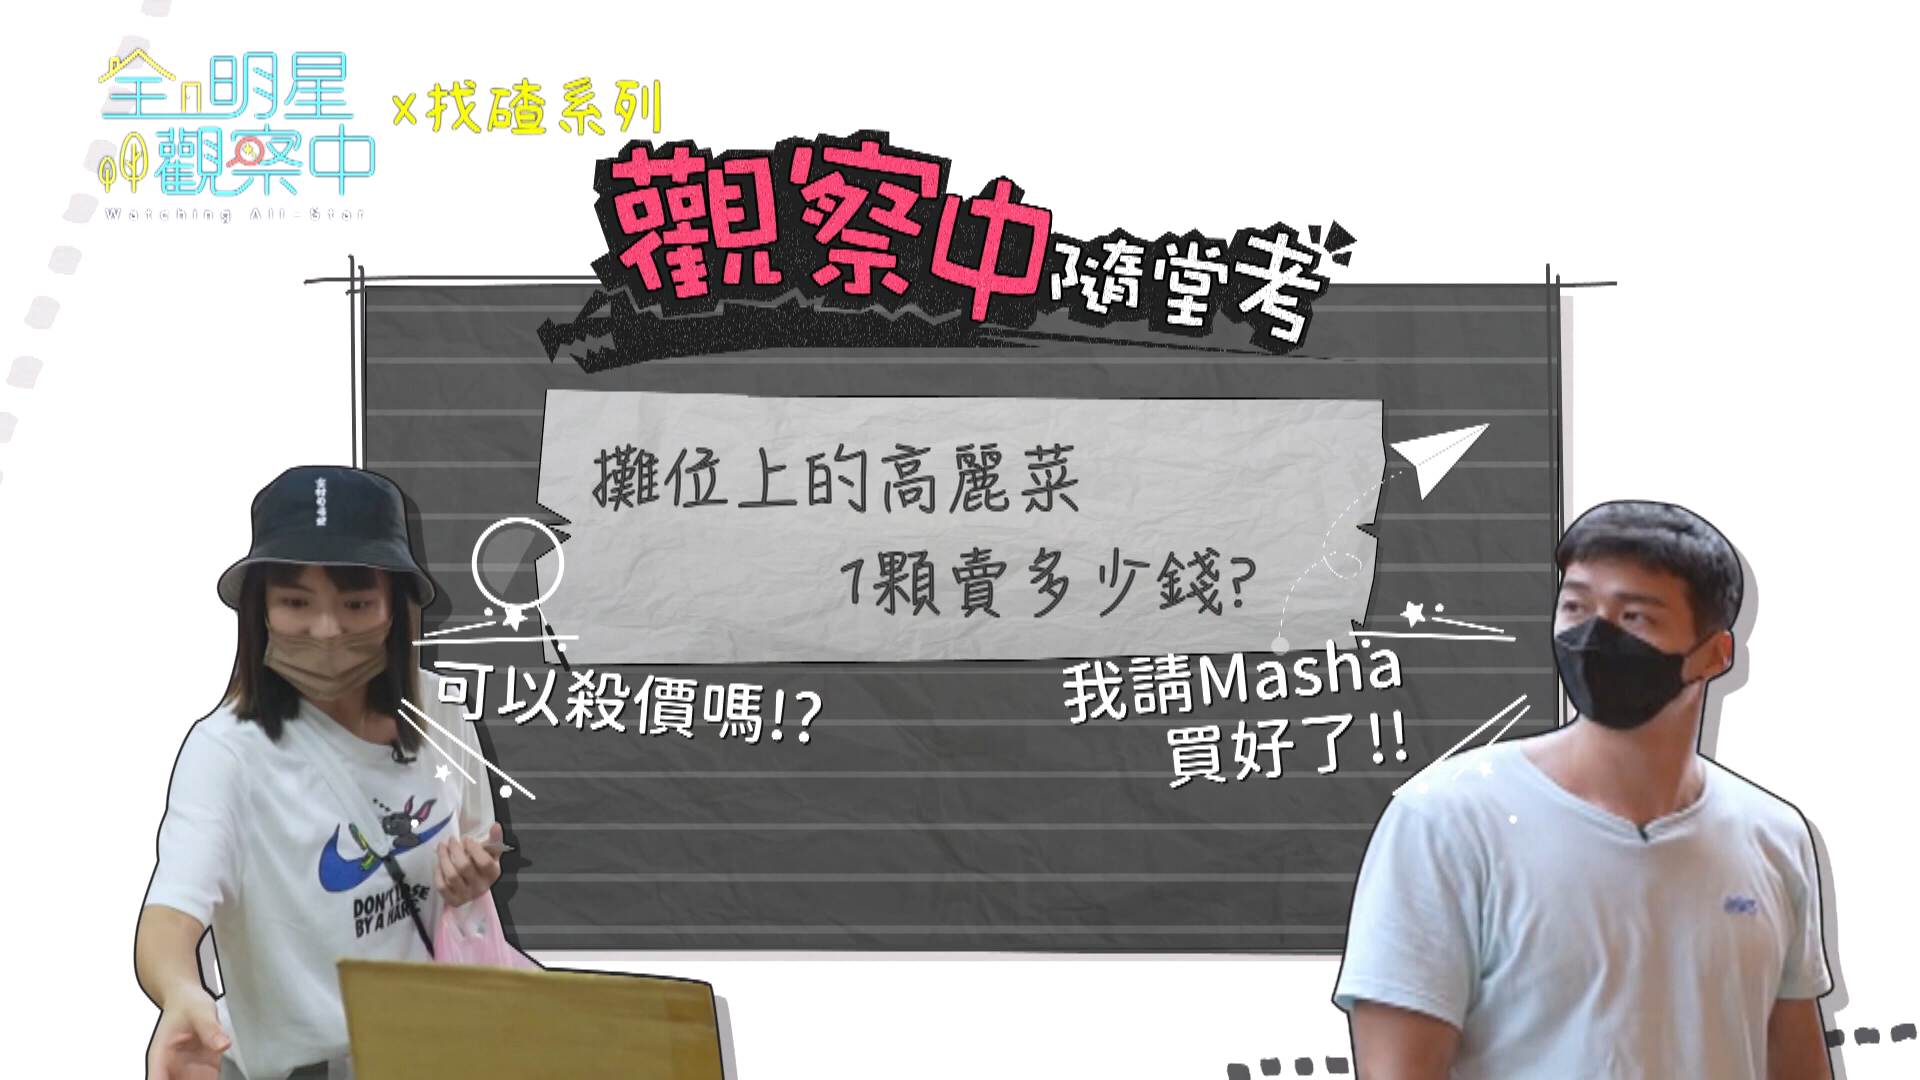 全明星
觀察中
Watching All-Star
x找碴系列
觀察中隨堂考
攤位上的高麗菜
1顆賣多少錢?
可以殺價嗎!?
我請Masha
買好了!!
DON'T
BY A HARE